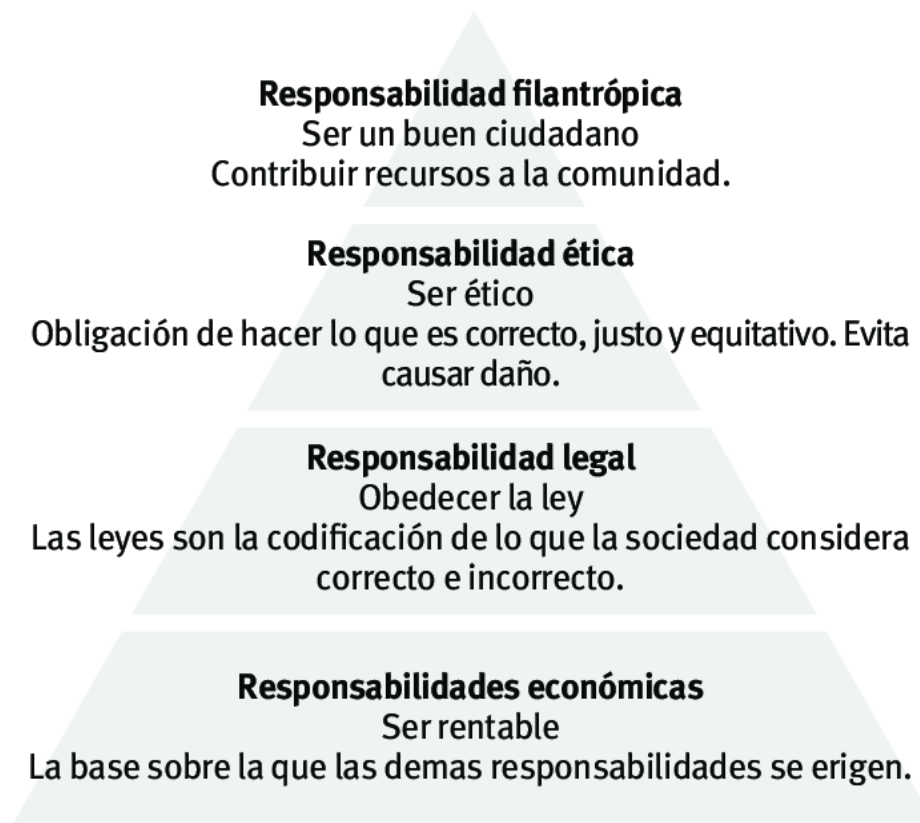 Responsabilidad filantrópica
Ser un buen ciudadano
Contribuir recursos a la comunidad.
Responsabilidad ética
Ser ético
Obligación de hacer lo que es correcto, justo y equitativo. Evita
causar daño.
Responsabilidad legal
Obedecer la ley
Las leyes son la codificación de lo que la sociedad considera
correcto e incorrecto.
Responsabilidades económicas
Ser rentable
La base sobre la que las demas responsabilidades se erigen.